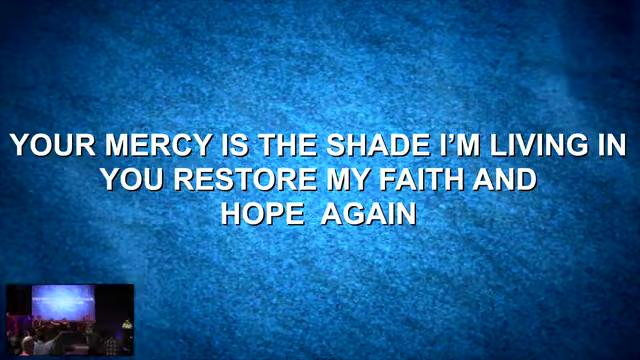 YOUR MERCY IS THE SHADE I’M LIVING IN
YOU RESTORE MY FAITH AND
HOPE  AGAIN